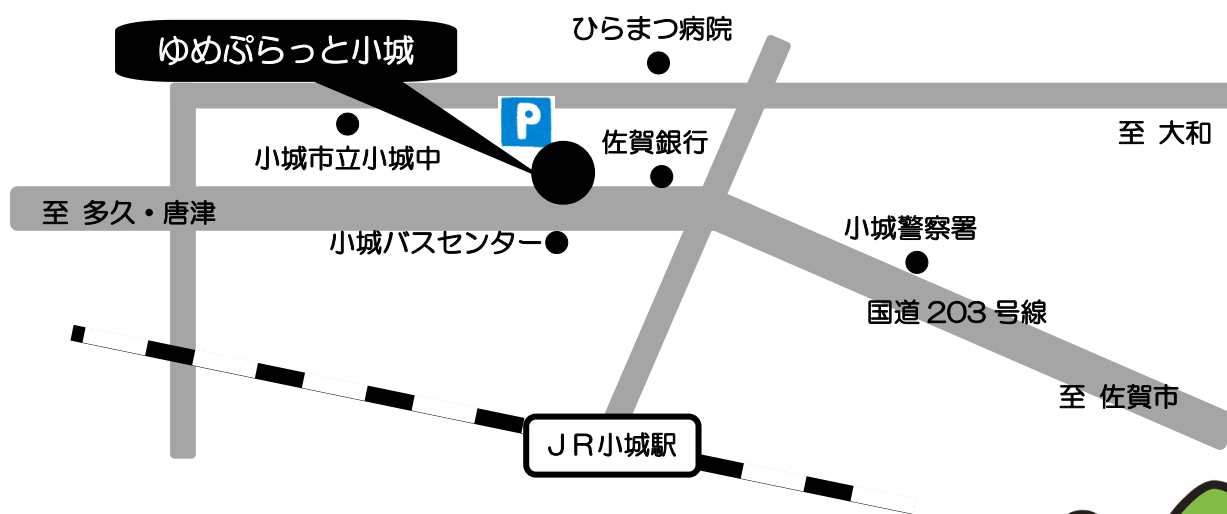 ひらまつ病院
ゆめぷらっと小城
P
至 大和
佐賀銀行
小城市立小城中
至 多久・唐津
小城警察署
小城バスセンター
国道203号線
至 佐賀市
JR小城駅